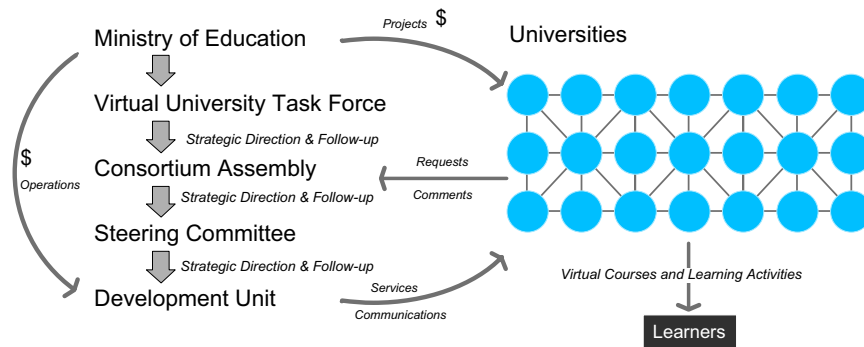 Ministry of Education
Projects $
Universities
Virtual University Task Force
Strategic Direction & Follow-up
$
Operations
Consortium Assembly
Requests
Comments
Strategic Direction & Follow-up
Steering Committee
Strategic Direction & Follow-up
Development Unit
Services
Communications
Virtual Courses and Learning Activities
Learners